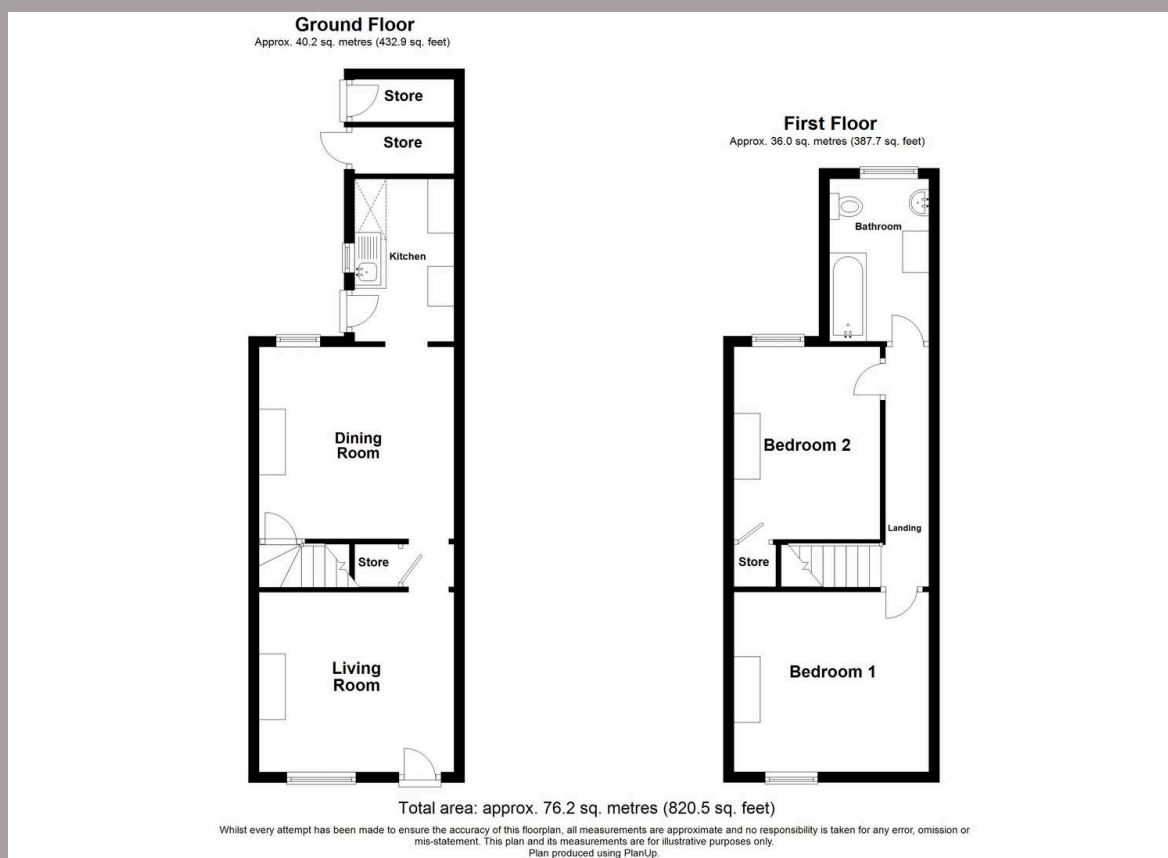 Ground Floor
Approx. 40.2 sq. metres (432.9 sq. feet)
Store
Store
Kitchen
Dining
Room
Store
Living
Room
First Floor
Approx. 36.0 sq. metres (387.7 sq. feet)
Bathroom
Bedroom 2
Landing
Store
Bedroom 1
Total area: approx. 76.2 sq. metres (820.5 sq. feet)
Whilst every attempt has been made to ensure the accuracy of this floorplan, all measurements are approximate and no responsibility is taken for any error, omission or
mis-statement. This plan and its measurements are for illustrative purposes only.
Plan produced using PlanUp.